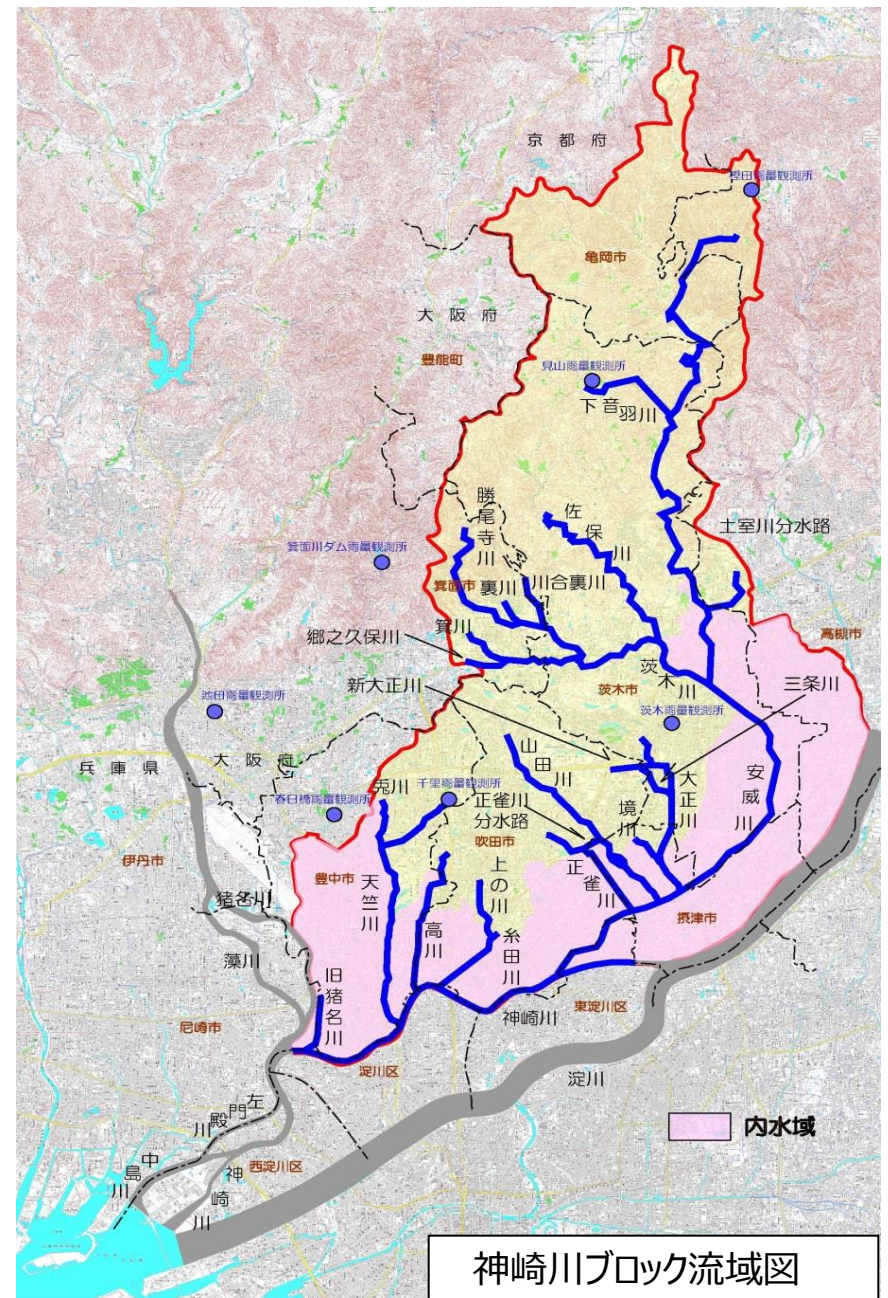 京都府
樫田雨量観測所
亀岡市
大阪府
豊能町
見山雨量観測所
下音羽川
勝尾寺川
佐保川
土室川分水路
箕面川ダム雨量観測所
箕面市
裏川
川合裏川
箕川
郷之久保川
高槻市
新大正川
茨木川
茨木市
三条川
池田雨量観測所
茨木雨量観測所
山田川
兵庫県
大阪府
兎川
千里雨量観測所
大正川
安威川
春日橋雨量観測所
正雀川分水路
境川
伊丹市
吹田市
豊中市
天竺川
上の川
正雀川
摂津市
猪名川
高川
糸田川
藻川
旧猪名川
神崎川
東淀川区
尼崎市
淀川区
淀川
左門殿川
内水域
中島川
神崎川
西淀川区
神崎川ブロック流域図